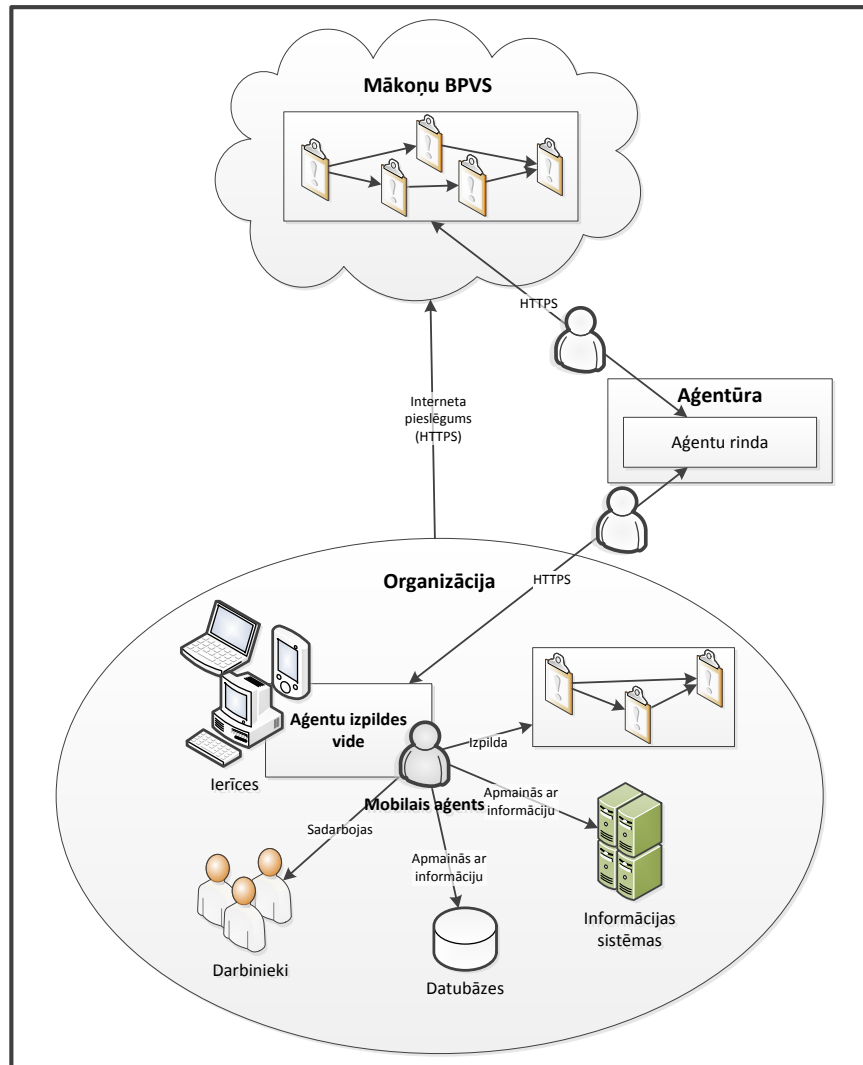 Mākoņu BPVS
HTTPS
Interneta
pieslēgums
(HTTPS)
Aģentūra
Aģentu rinda
Organizācija
HTTPS
Aģentu izpildes
vide
Ierīces
Izpilda
Mobilais aģents
Apmainās ar
informāciju
Sadarbojas
Apmainās ar
informāciju
Informācijas
sistēmas
Darbinieki
Datubāzes